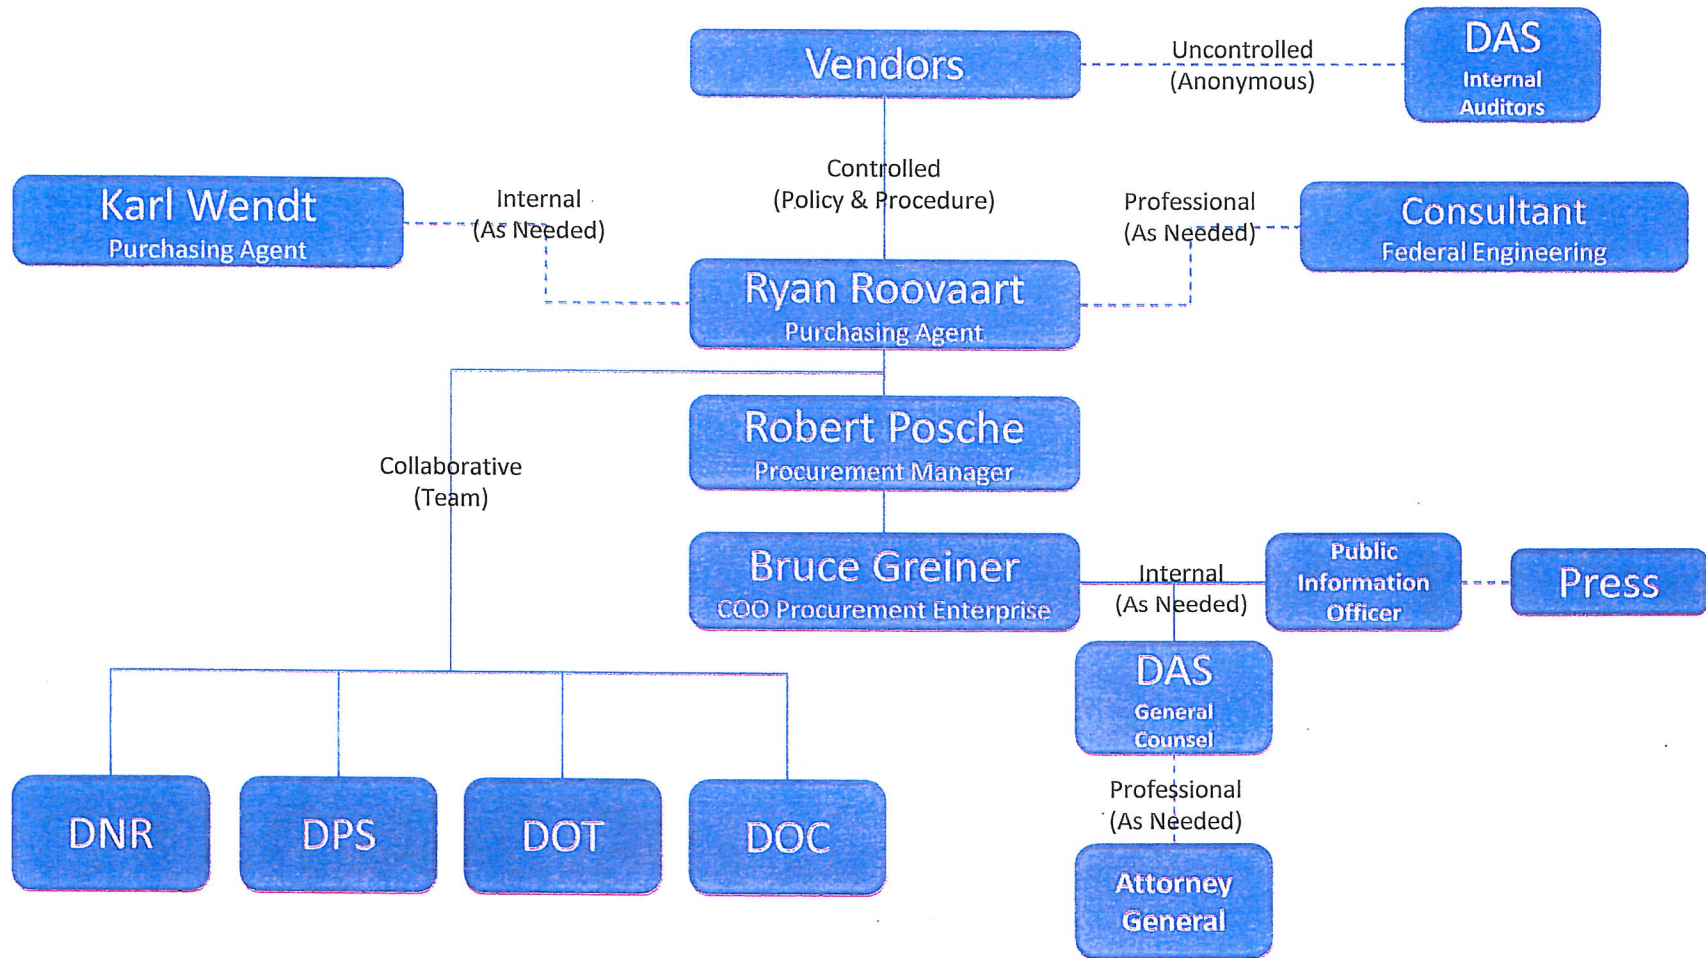 Vendors
Uncontrolled
(Anonymous)
DAS
Internal
Auditors
Controlled
(Policy & Procedure)
Karl Wendt
Purchasing Agent
Internal
(As Needed)
Professional
(As Needed)
Consultant
Federal Engineering
Ryan Roovaart
Purchasing Agent
Robert Posche
Procurement Manager
Collaborative
(Team)
Bruce Greiner
COO Procurement Enterprise
Internal
(As Needed)
Public
Information
Officer
Press
DAS
General
Counsel
Professional
(As Needed)
Attorney
General
DNR
DPS
DOT
DOC